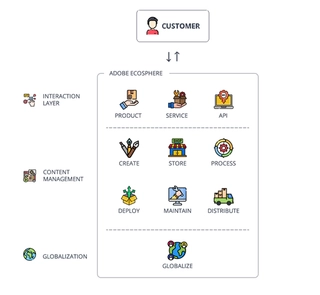 CUSTOMER
ADOBE ECOSPHERE
INTERACTION
LAYER
PRODUCT
SERVICE
API
CREATE
STORE
PROCESS
CONTENT
MANAGEMENT
DEPLOY
MAINTAIN
DISTRIBUTE
GLOBALIZATION
GLOBALIZE